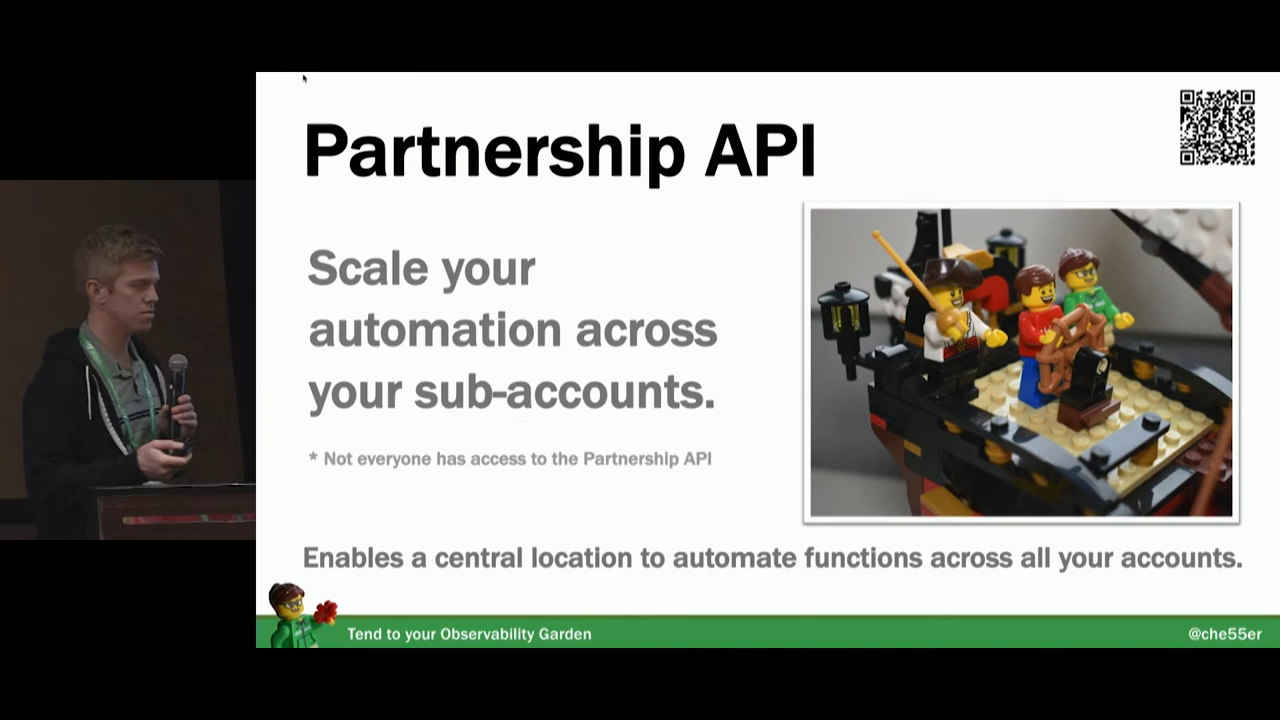 Partnership API
Scale your
automation across
your sub-accounts.
* Not everyone has access to the Partnership API
Enables a central location to automate functions across all your accounts.
Tend to your Observability Garden
@che55er